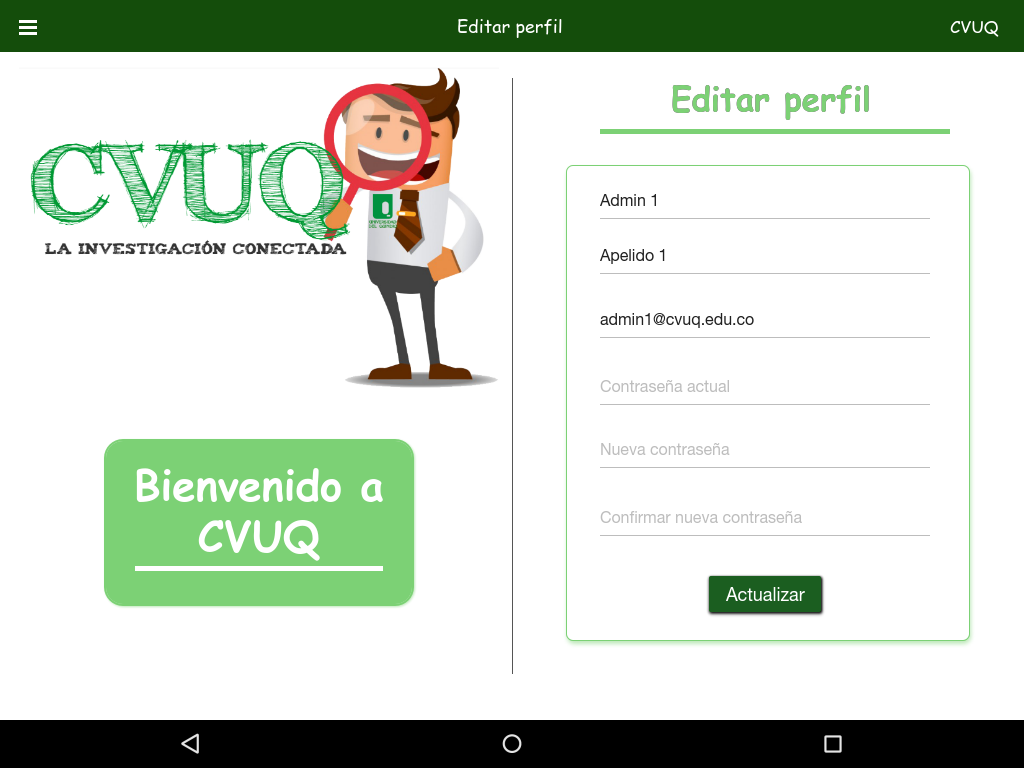 Editar perfil
CVUQ
CVUQ
LA INVESTIGACIÓN CONECTADA
Bienvenido a
CVUQ
Editar perfil
Admin 1
Apelido 1
admin1@cvuq.edu.co
Contraseña actual
Nueva contraseña
Confirmar nueva contraseña
Actualizar